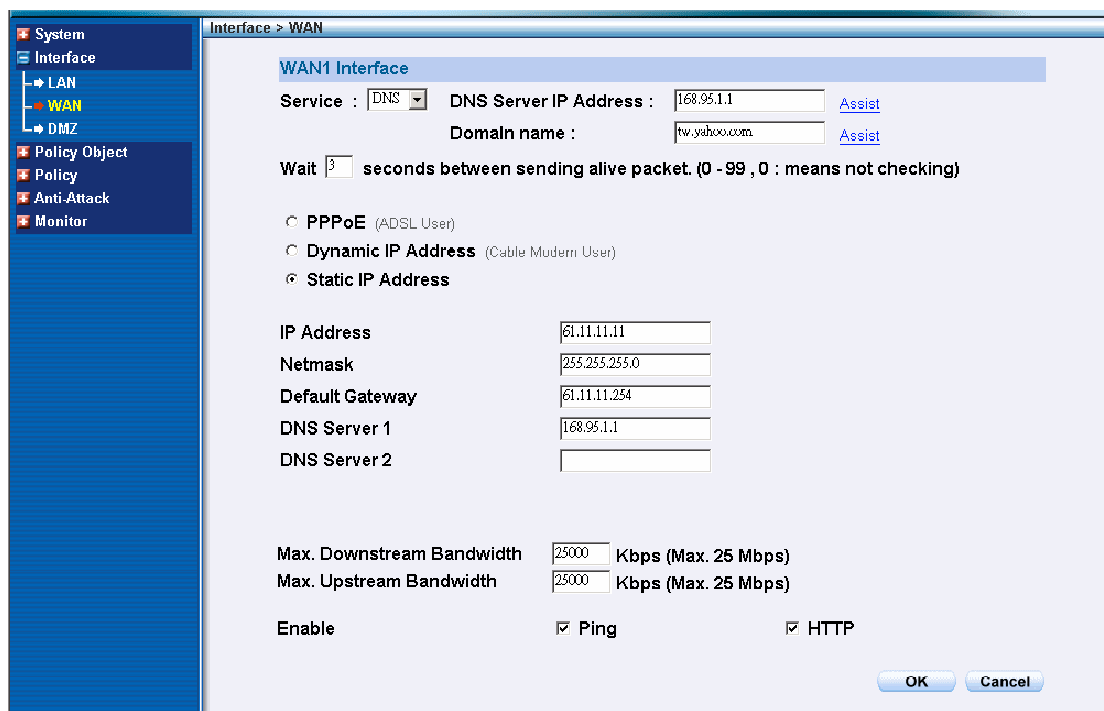 System
Interface
LAN
WAN
DMZ
Policy Object
Policy
Anti-Attack
Monitor
Interface > WAN
WAN1 Interface
Service : DNS DNS Server IP Address : 168.95.1.1 Assist
Domain name : tw.yahoo.com Assist
Wait 3 seconds between sending alive packet. (0 - 99 , 0 : means not checking)
PPPoE (ADSL User)
Dynamic IP Address (Cable Modem User)
Static IP Address
IP Address 61.11.11.11
Netmask 255.255.255.0
Default Gateway 61.11.11.254
DNS Server 1 168.95.1.1
DNS Server 2
Max. Downstream Bandwidth 25000 Kbps (Max. 25 Mbps)
Max. Upstream Bandwidth 25000 Kbps (Max. 25 Mbps)
Enable Ping HTTP
OK Cancel